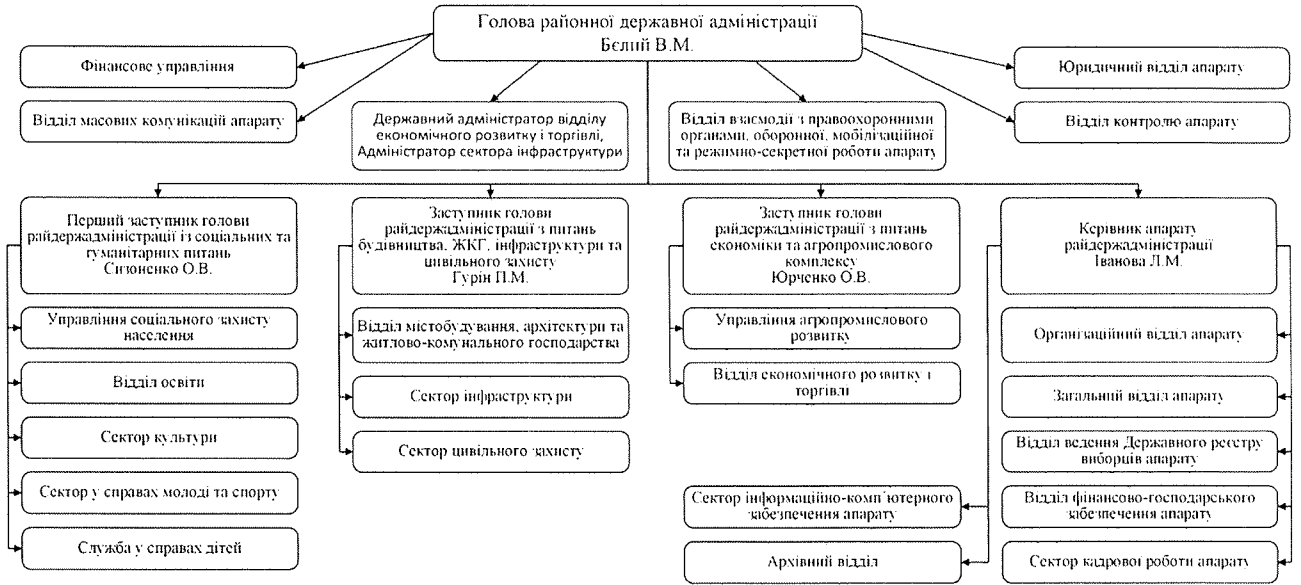 Голова районної державної адміністрації
Бєлий В.М.
Фінансове управління
Юридичний відділ апарату
Відділ масових комунікацій апарату
Державний адміністратор відділу
економічного розвитку і торгівлі,
Адміністратор сектора інфраструктури
Відділ взаємодії з правоохоронними
органами, оборонної, мобілізаційної
та режимно-секретної роботи апарату
Відділ контролю апарату
Перший заступник голови
райдержадміністрації із соціальних та
гуманітарних питань
Сизоненко О.В.
Заступник голови
райдержадміністрації з питань
будівництва, ЖКГ, інфраструктури та
цивільного захисту
Гурін П.М.
Заступник голови
райдержадміністрації з питань
економіки та агропромислового
комплексу
Юрченко О.В.
Керівник апарату
райдержадміністрації
Іванова Л.М.
Управління соціального захисту
населення
Відділ освіти
Сектор культури
Сектор у справах молоді та спорту
Служба у справах дітей
Відділ містобудування, архітектури та
житлово-комунального господарства
Сектор інфраструктури
Сектор цивільного захисту
Управління агропромислового
розвитку
Відділ економічного розвитку і
торгівлі
Сектор інформаційно-комп'ютерного
забезпечення апарату
Архівний відділ
Організаційний відділ апарату
Загальний відділ апарату
Відділ ведення Державного реєстру
виборців апарату
Відділ фінансово-господарського
забезпечення апарату
Сектор кадрової роботи апарату